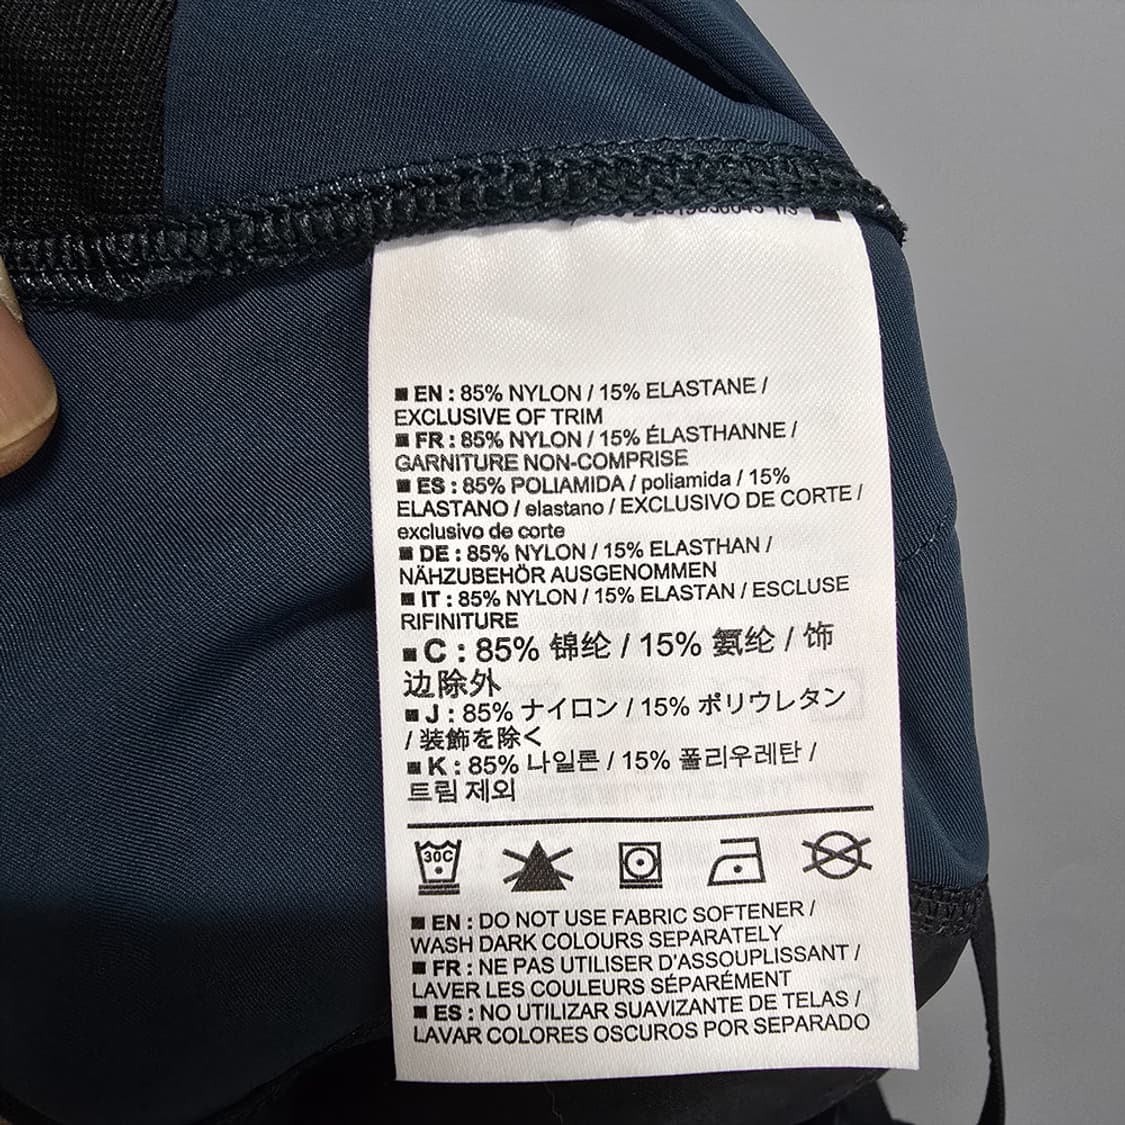 ■ EN : 85% NYLON / 15% ELASTANE /
EXCLUSIVE OF TRIM
■ FR : 85% NYLON / 15% ÉLASTHANNE /
GARNITURE NON-COMPRISE
■ ES : 85% POLIAMIDA / poliamida / 15%
ELASTANO / elastano / EXCLUSIVO DE CORTE /
exclusivo de corte
■ DE : 85% NYLON / 15% ELASTHAN /
NÄHZUBEHÖR AUSGENOMMEN
■ IT : 85% NYLON / 15% ELASTAN / ESCLUSE
RIFINITURE
■ C : 85% 锦纶 / 15% 氨纶 / 饰
边除外
■ J : 85% ナイロン / 15% ポリウレタン
/ 装飾を除く
■ K : 85% 나일론 / 15% 폴리우레탄 /
트림 제외
30C
■ EN : DO NOT USE FABRIC SOFTENER /
WASH DARK COLOURS SEPARATELY
■ FR : NE PAS UTILISER D'ASSOUPLISSANT /
LAVER LES COULEURS SÉPARÉMENT
■ ES : NO UTILIZAR SUAVIZANTE DE TELAS /
LAVAR COLORES OSCUROS POR SEPARADO